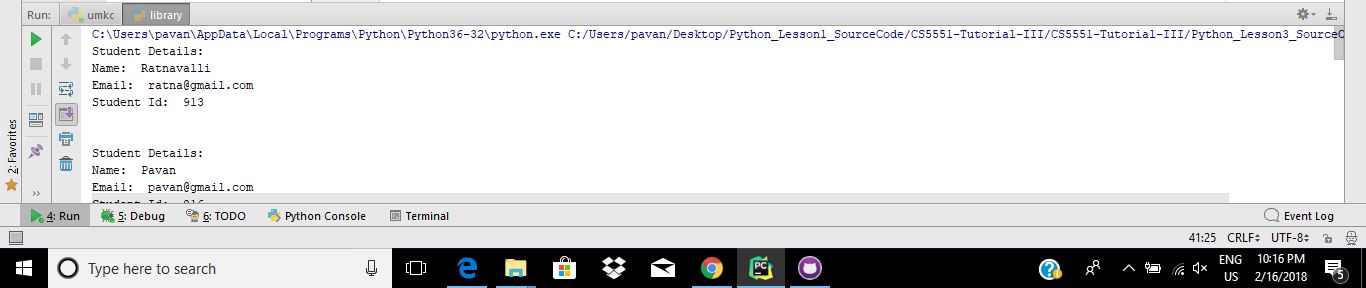 Run: umkc library
C:\Users\pavan\AppData\Local\Programs\Python\Python36-32\python.exe C:/Users/pavan/Desktop/Python_Lesson1_SourceCode/CS5551-Tutorial-III/CS5551-Tutorial-III/Python_Lesson3_SourceC
Student Details:
Name:  Ratnavalli
Email:  ratna@gmail.com
Student Id:  913
Student Details:
Name:  Pavan
Email:  pavan@gmail.com
Student Id:
2: Favorites
4: Run 5: Debug 6: TODO Python Console Terminal Event Log
41:25 CRLF UTF-8
Type here to search
ENG 10:16 PM
US 2/16/2018
5